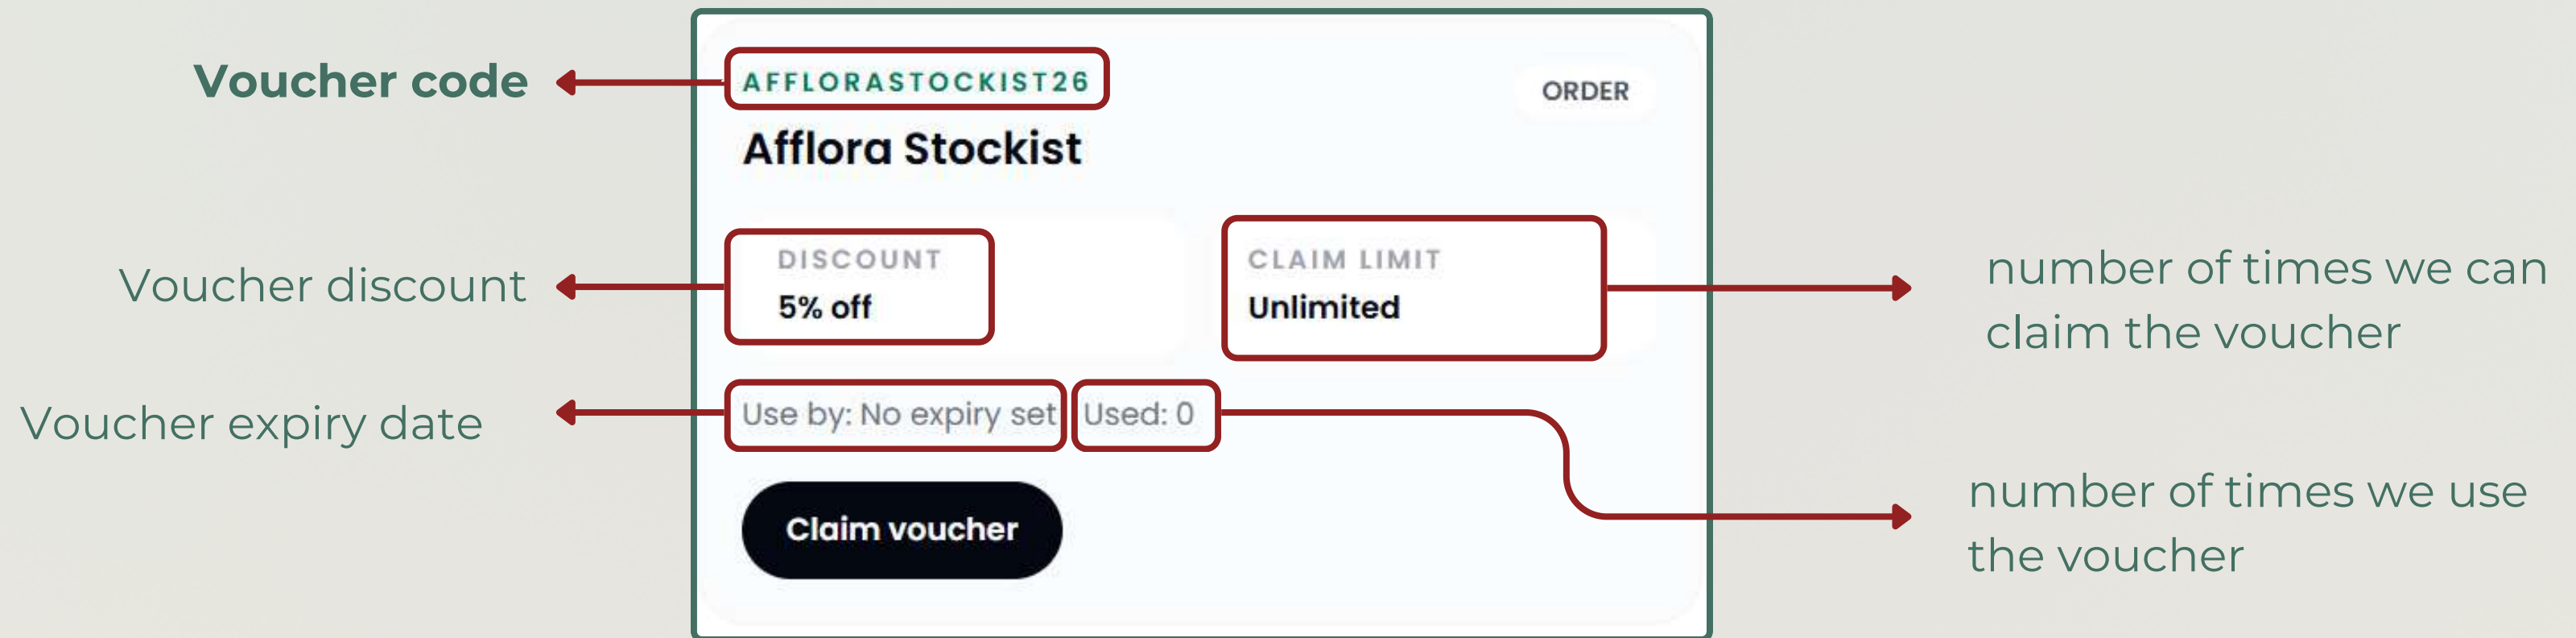 Voucher code
AFFLORASTOCKIST26
ORDER
Afflora Stockist
Voucher discount
DISCOUNT
5% off
CLAIM LIMIT
Unlimited
number of times we can
claim the voucher
Voucher expiry date
Use by: No expiry set
Used: 0
number of times we use
the voucher
Claim voucher